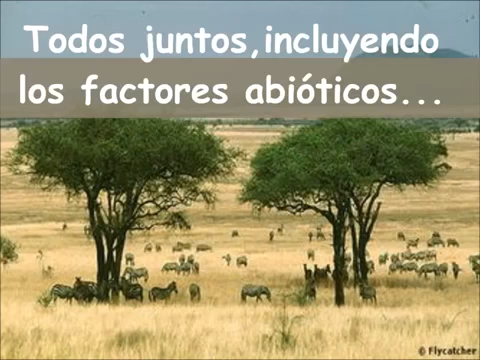 Todos juntos,incluyendo
los factores abióticos...
© Flycatcher